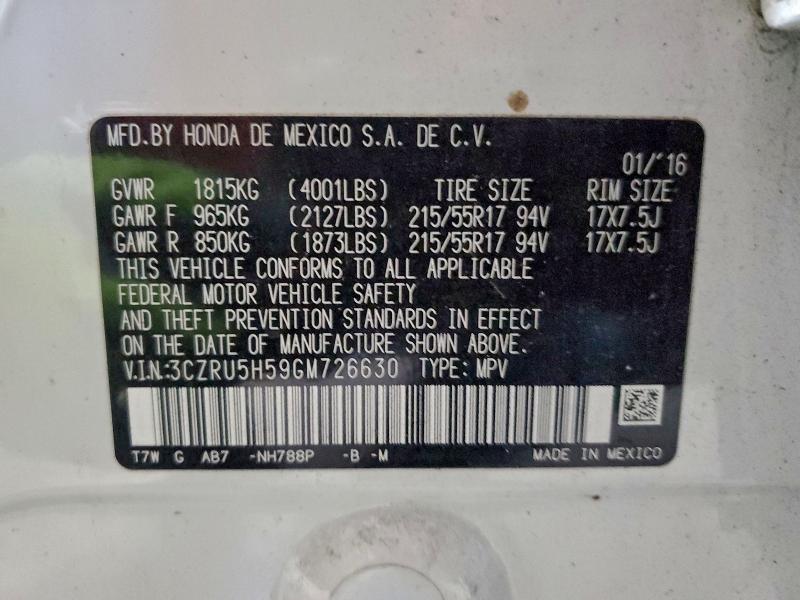 MFD.BY HONDA DE MEXICO S.A. DE C.V.
01/'16
GVWR 1815KG (4001LBS) TIRE SIZE RIM SIZE
GAWR F 965KG (2127LBS) 215/55R17 94V 17X7.5J
GAWR R 850KG (1873LBS) 215/55R17 94V 17X7.5J
THIS VEHICLE CONFORMS TO ALL APPLICABLE
FEDERAL MOTOR VEHICLE SAFETY
AND THEFT PREVENTION STANDARDS IN EFFECT
ON THE DATE OF MANUFACTURE SHOWN ABOVE.
V.I.N.:3CZRU5H59GM726630 TYPE: MPV
T7W G AB7 -NH788P -B -M MADE IN MEXICO